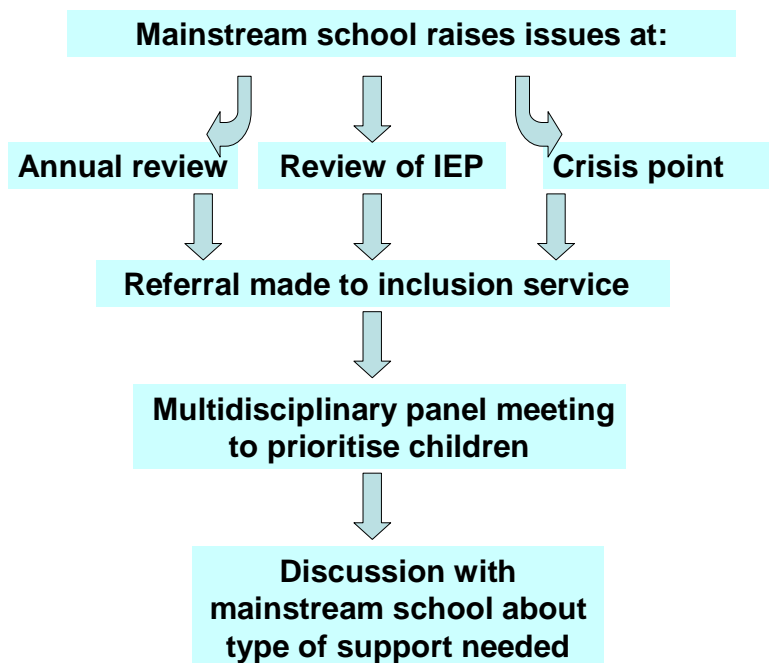 Mainstream school raises issues at:
Annual review
Review of IEP
Crisis point
Referral made to inclusion service
Multidisciplinary panel meeting
to prioritise children
Discussion with
mainstream school about
type of support needed